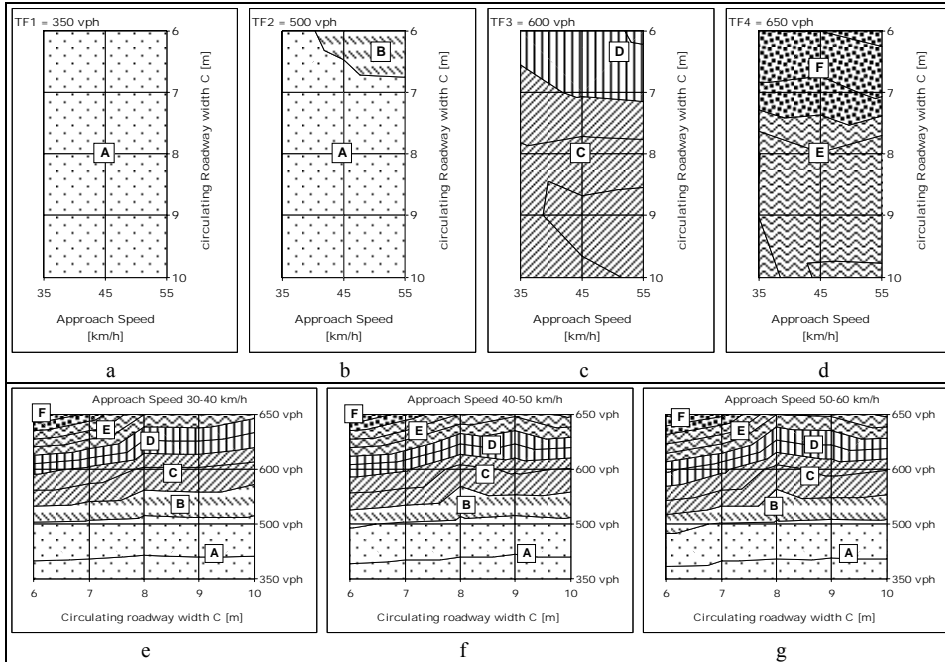 TF1 = 350 vph
6
7
A
8
9
10
35 45 55
Approach Speed
[km/h]
circulating Roadway width C [m]
a
TF2 = 500 vph
B
6
7
A
8
9
10
35 45 55
Approach Speed
[km/h]
circulating Roadway width C [m]
b
TF3 = 600 vph
D
6
7
C
8
9
10
35 45 55
Approach Speed
[km/h]
circulating Roadway width C [m]
c
TF4 = 650 vph
F
6
7
E
8
9
10
35 45 55
Approach Speed
[km/h]
circulating Roadway width C [m]
d
Approach Speed 30-40 km/h
F
650 vph
E
D
600 vph
C
B
500 vph
A
350 vph
6 7 8 9 10
Circulating roadway width C [m]
e
Approach Speed 40-50 km/h
F
650 vph
E
D
600 vph
C
B
500 vph
A
350 vph
6 7 8 9 10
Circulating roadway width C [m]
f
Approach Speed 50-60 km/h
F
650 vph
E
D
600 vph
C
B
500 vph
A
350 vph
6 7 8 9 10
Circulating roadway width C [m]
g